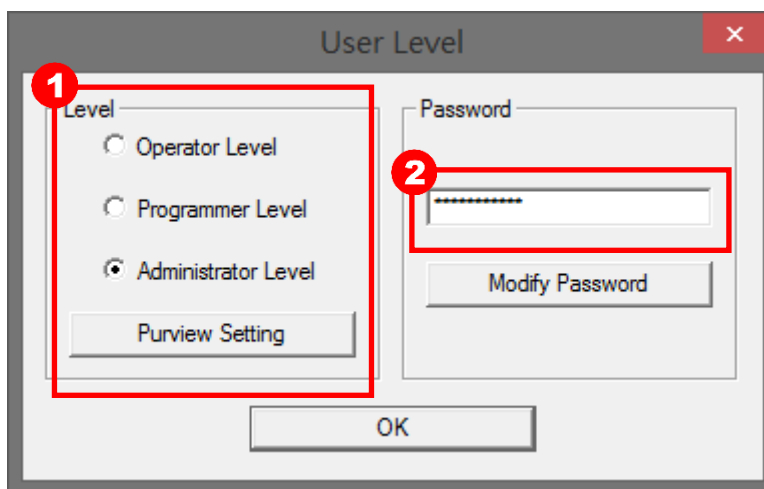 User Level
1
Level
Operator Level
Programmer Level
Administrator Level
Purview Setting
Password
2
***********
Modify Password
OK